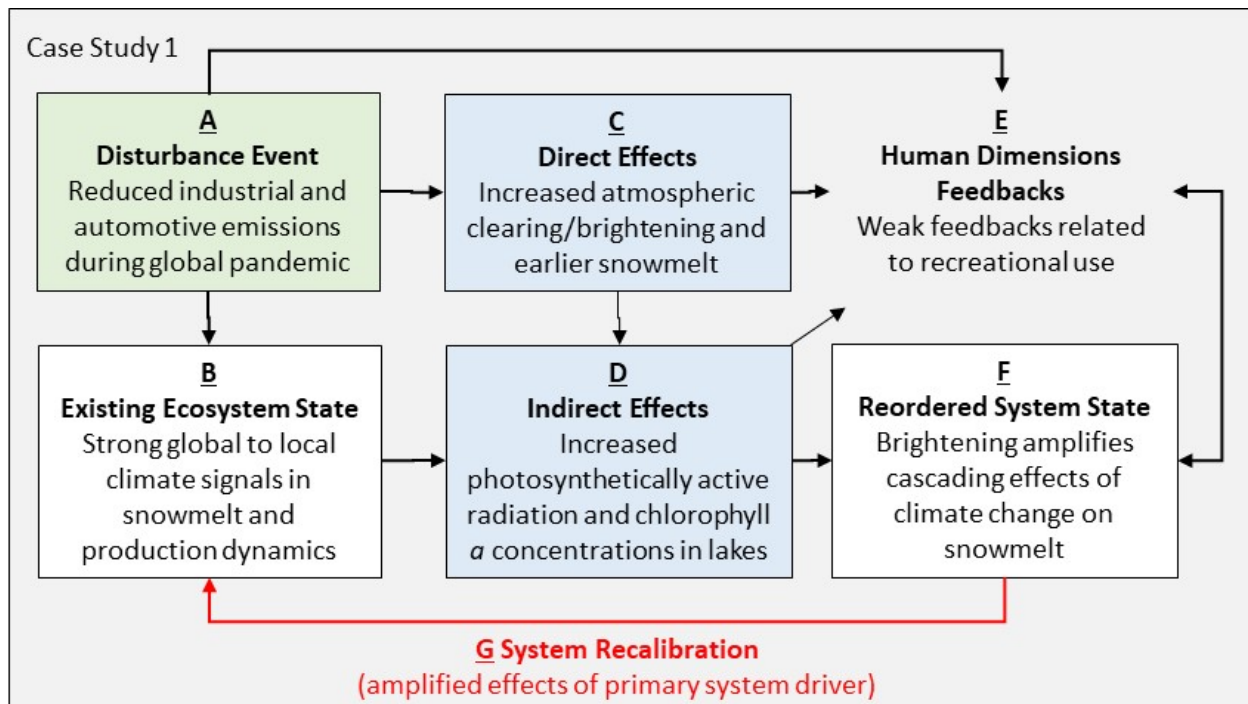 Case Study 1
A
Disturbance Event
Reduced industrial and
automotive emissions
during global pandemic
C
Direct Effects
Increased atmospheric
clearing/brightening and
earlier snowmelt
E
Human Dimensions
Feedbacks
Weak feedbacks related
to recreational use
B
Existing Ecosystem State
Strong global to local
climate signals in
snowmelt and
production dynamics
D
Indirect Effects
Increased
photosynthetically active
radiation and chlorophyll
a concentrations in lakes
F
Reordered System State
Brightening amplifies
cascading effects of
climate change on
snowmelt
G System Recalibration
(amplified effects of primary system driver)